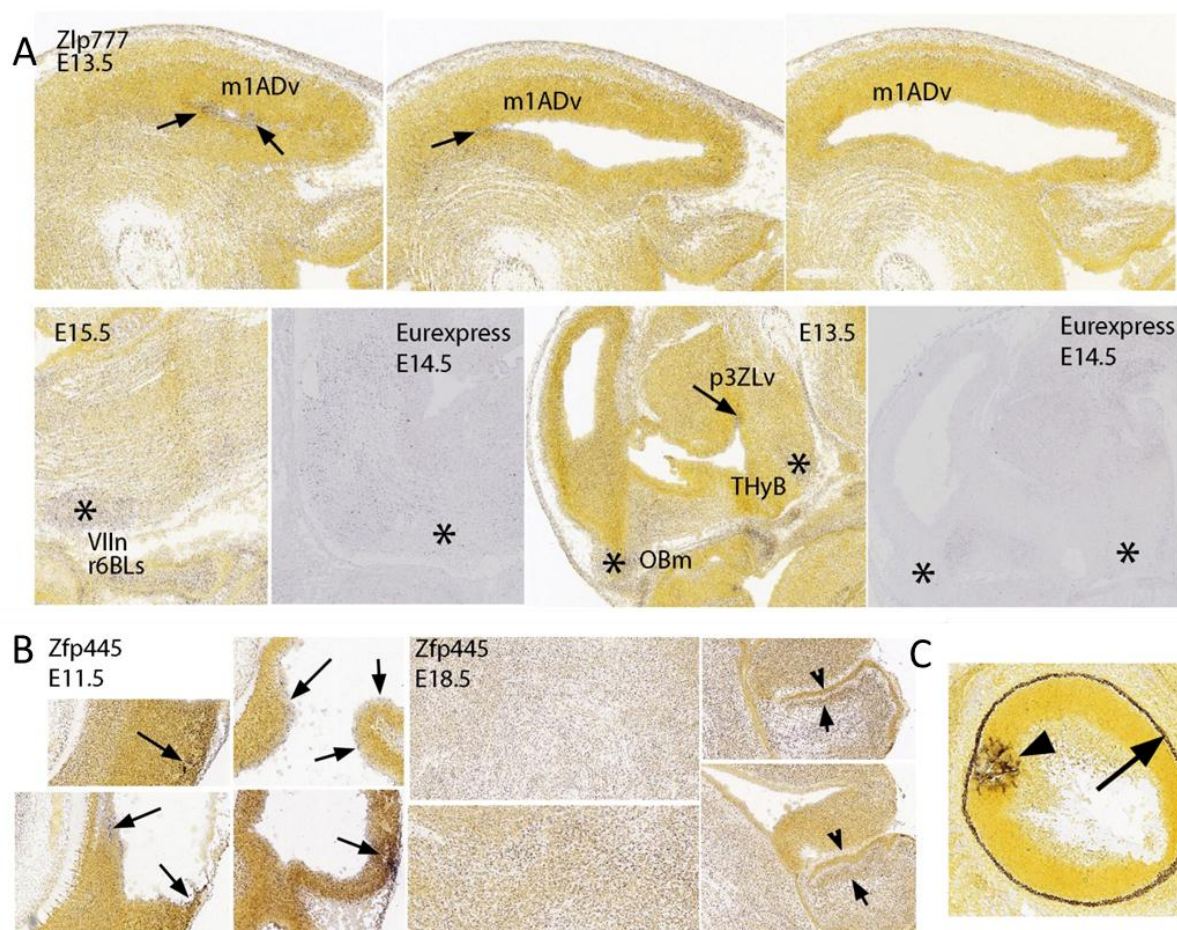 A
Zlp777
E13.5
m1ADv
m1ADv
m1ADv
E15.5
*
VIIn
r6BLs
Eurexpress
E14.5
*
E13.5
p3ZLv
*
THyB
*
OBm
Eurexpress
E14.5
*
*
B
Zfp445
E11.5
Zfp445
E18.5
C